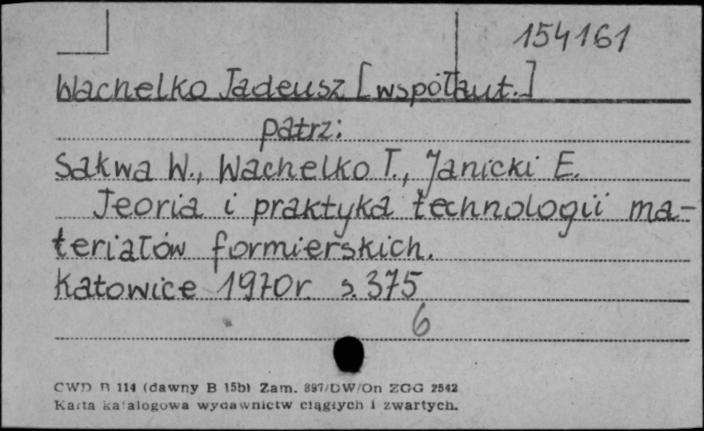 154161
Wachelko Tadeusz [współaut.]
patrz:
Sakwa W., Wachelko T., Janicki E.
Teoria i praktyka technologii ma-
teriałów formierskich.
Katowice 1970r. s. 375
6
CWD B 114 (dawny B 15b) Zam. 897/DW/On ZGG 2542
Karta katalogowa wydawnictw ciągłych i zwartych.